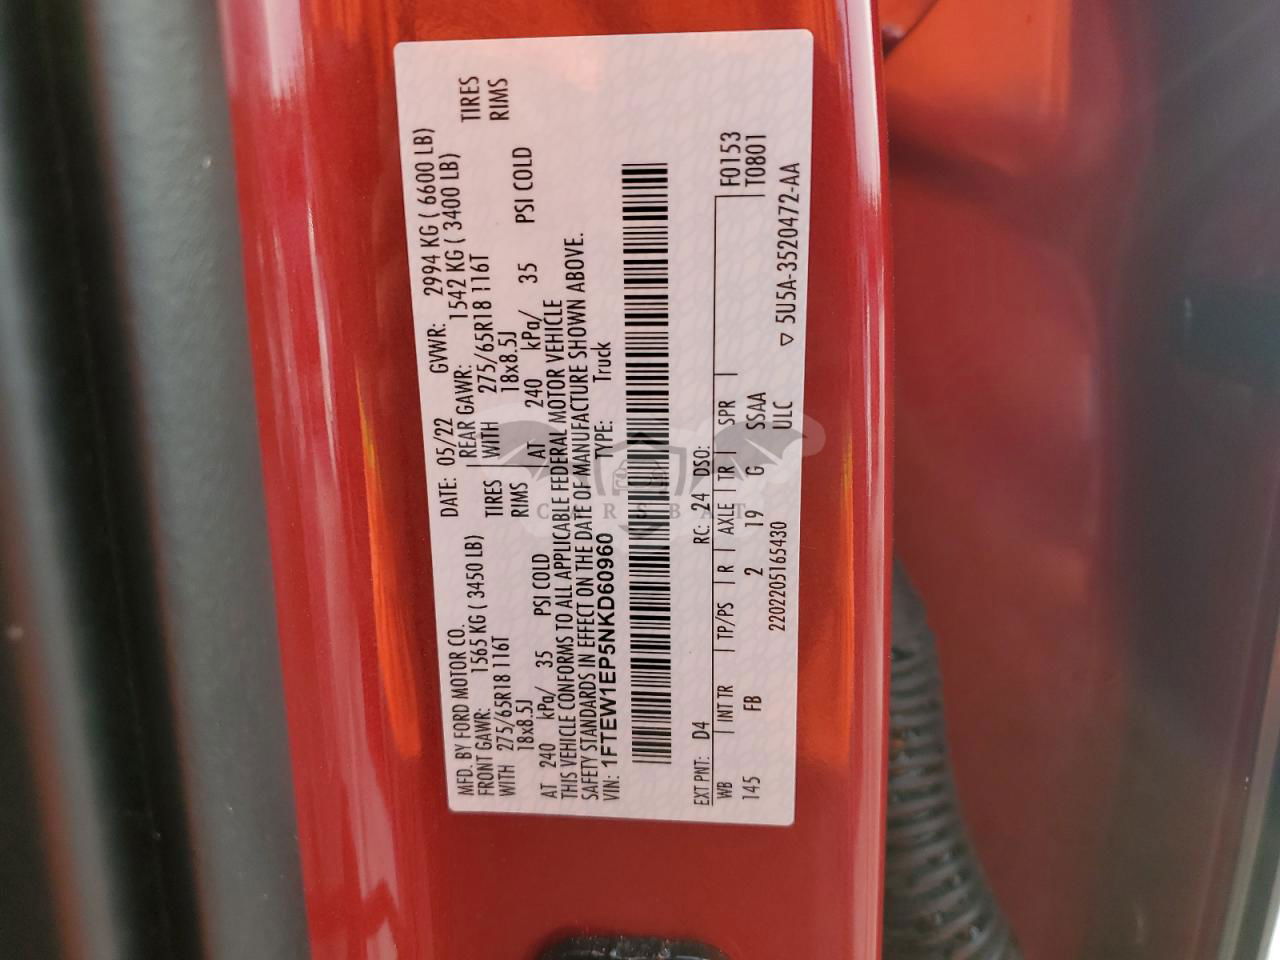 MFD. BY FORD MOTOR CO. DATE: 05/22 GVWR: 2994 KG ( 6600 LB)
FRONT GAWR: 1565 KG ( 3450 LB) REAR GAWR: 1542 KG ( 3400 LB)
WITH 275/65R18 116T TIRES WITH 275/65R18 116T TIRES
18x8.5J RIMS 18x8.5J RIMS
AT 240 kPa/ 35 PSI COLD AT 240 kPa/ 35 PSI COLD
THIS VEHICLE CONFORMS TO ALL APPLICABLE FEDERAL MOTOR VEHICLE
SAFETY STANDARDS IN EFFECT ON THE DATE OF MANUFACTURE SHOWN ABOVE.
VIN: 1FTEW1EP5NKD60960 TYPE: Truck
CARSBAT
EXT PNT: D4 RC: 24 DSO: F0153
WB INT TR TP/PS R AXLE TR SPR T0801
145 FB 2 19 G SSAA
2202205165430 ULC ▽ 5U5A-3520472-AA